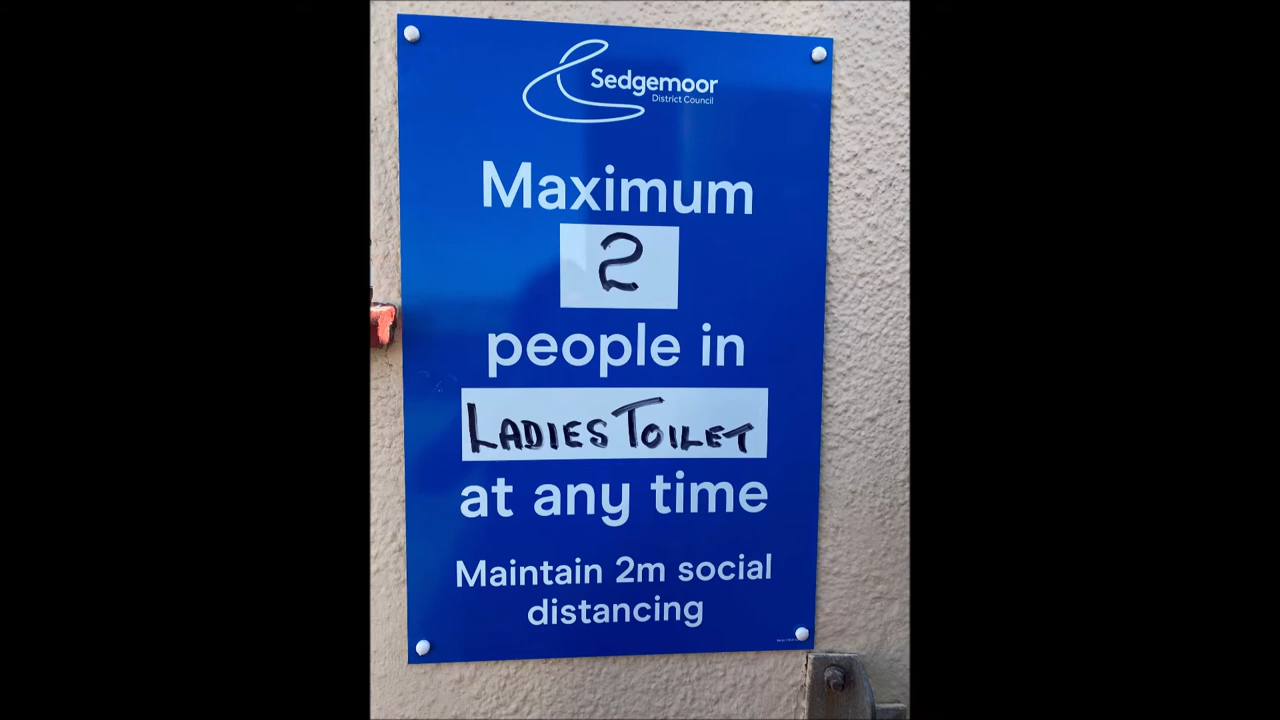 Sedgemoor
District Council
Maximum
2
people in
LADIES TOILET
at any time
Maintain 2m social
distancing